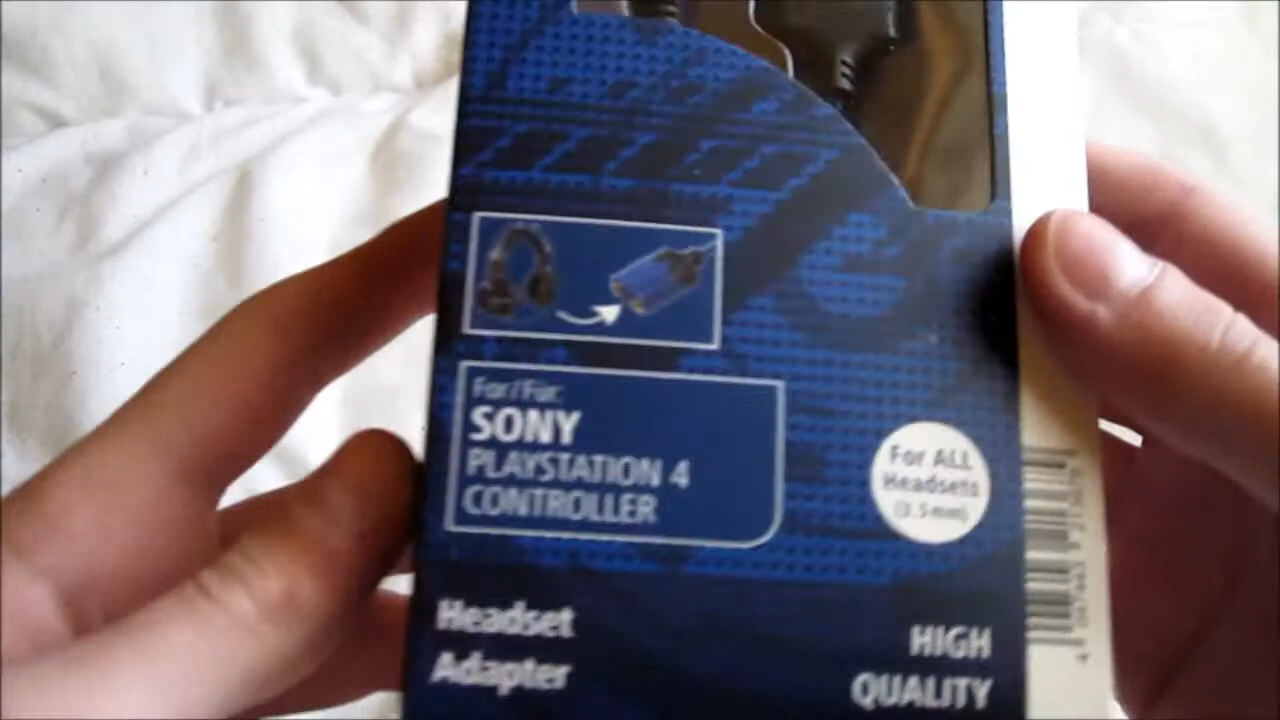 For / Für:
SONY
PLAYSTATION 4
CONTROLLER
For ALL
Headsets
(3.5 mm)
Headset
Adapter
HIGH
QUALITY